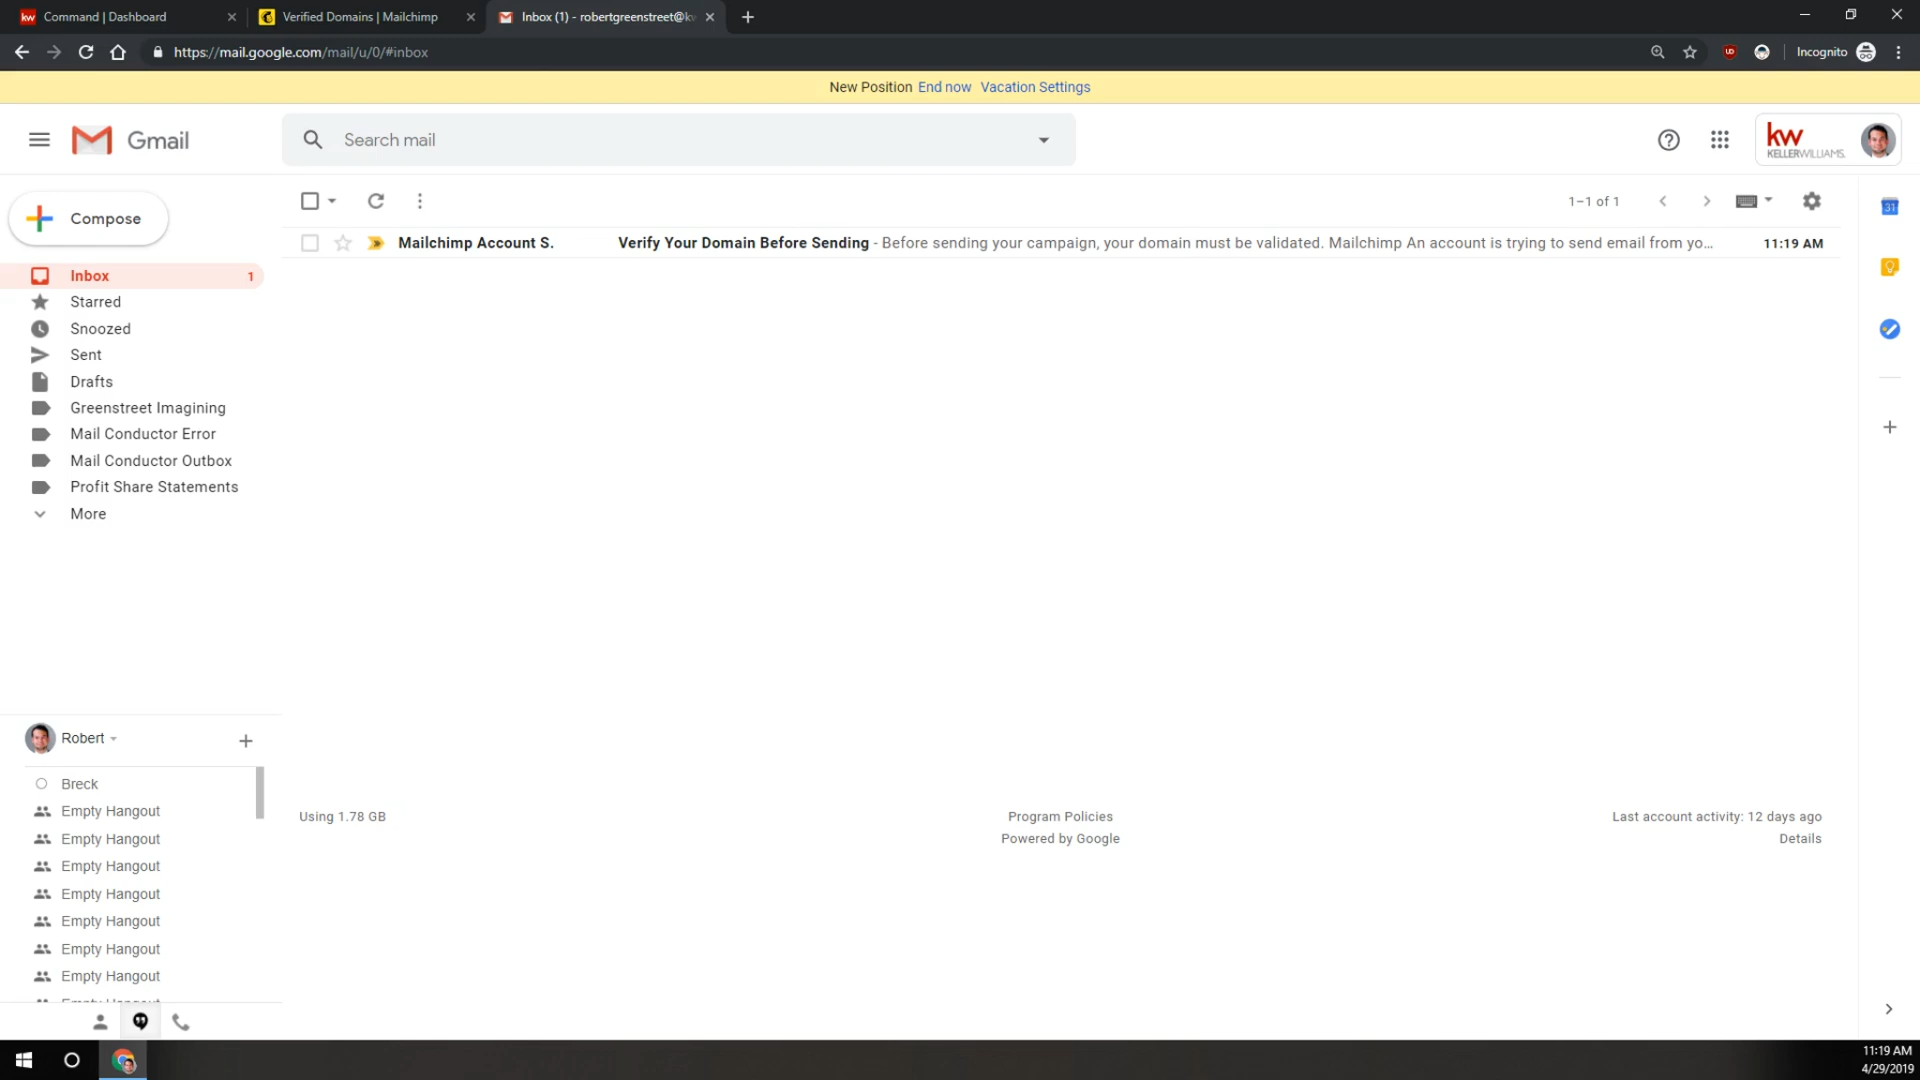 Command | Dashboard
Verified Domains | Mailchimp
Inbox (1) - robertgreenstreet@kw
https://mail.google.com/mail/u/0/#inbox
Incognito
New Position End now Vacation Settings
Gmail
Search mail
kw
KELLERWILLIAMS.
Compose
1–1 of 1
31
Mailchimp Account S.
Verify Your Domain Before Sending - Before sending your campaign, your domain must be validated. Mailchimp An account is trying to send email from yo...
11:19 AM
Inbox 1
Starred
Snoozed
Sent
Drafts
Greenstreet Imagining
Mail Conductor Error
Mail Conductor Outbox
Profit Share Statements
More
Robert
Breck
Empty Hangout
Empty Hangout
Empty Hangout
Empty Hangout
Empty Hangout
Empty Hangout
Empty Hangout
Using 1.78 GB
Program Policies
Powered by Google
Last account activity: 12 days ago
Details
11:19 AM
4/29/2019